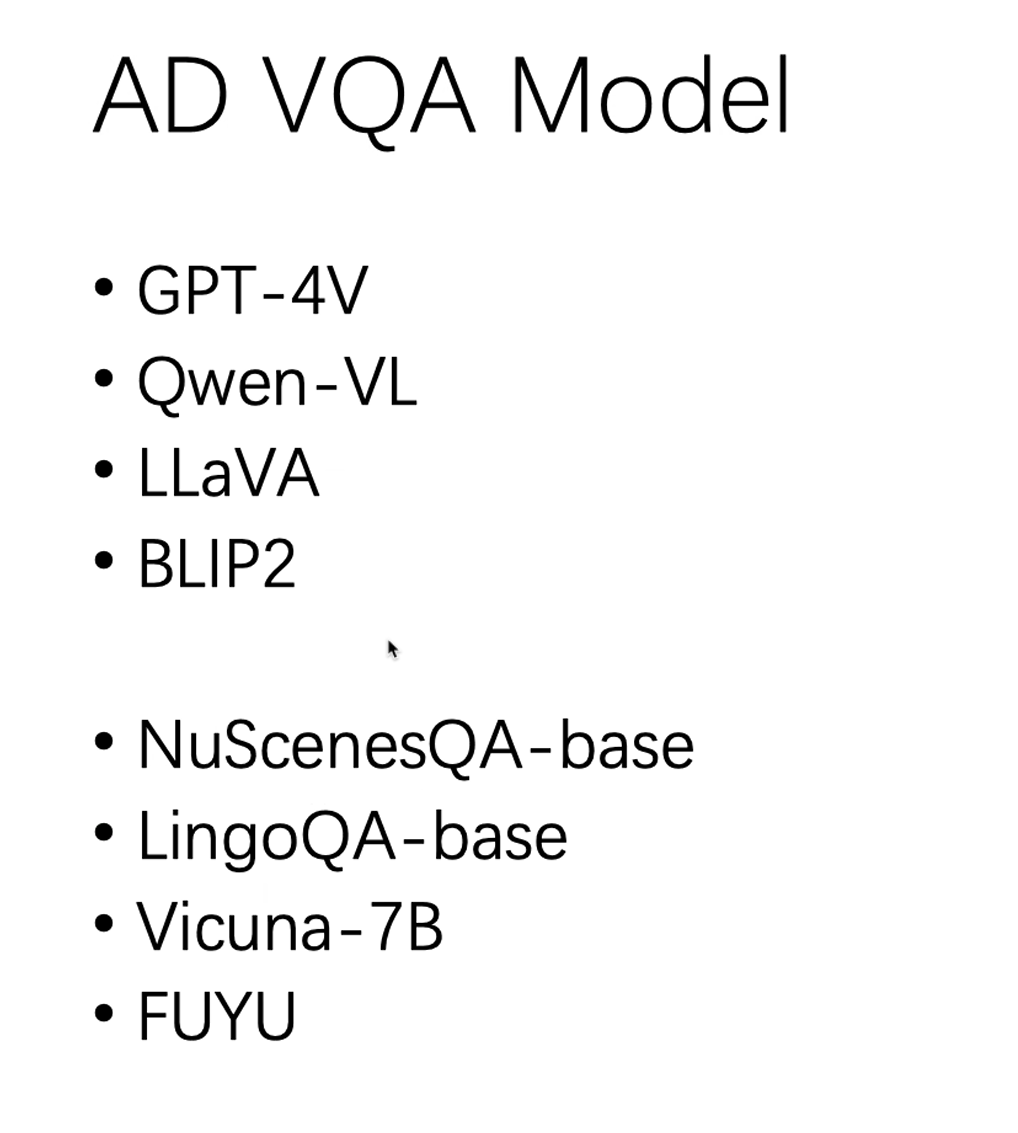 AD VQA Model
• GPT-4V
• Qwen-VL
• LLaVA
• BLIP2
• NuScenesQA-base
• LingoQA-base
• Vicuna-7B
• FUYU